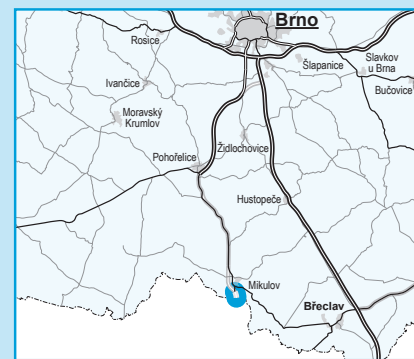 Brno
Rosice
Slavkov
u Brna
Šlapanice
Ivančice
Bučovice
Moravský
Krumlov
Židlochovice
Pohořelice
Hustopeče
Mikulov
Břeclav